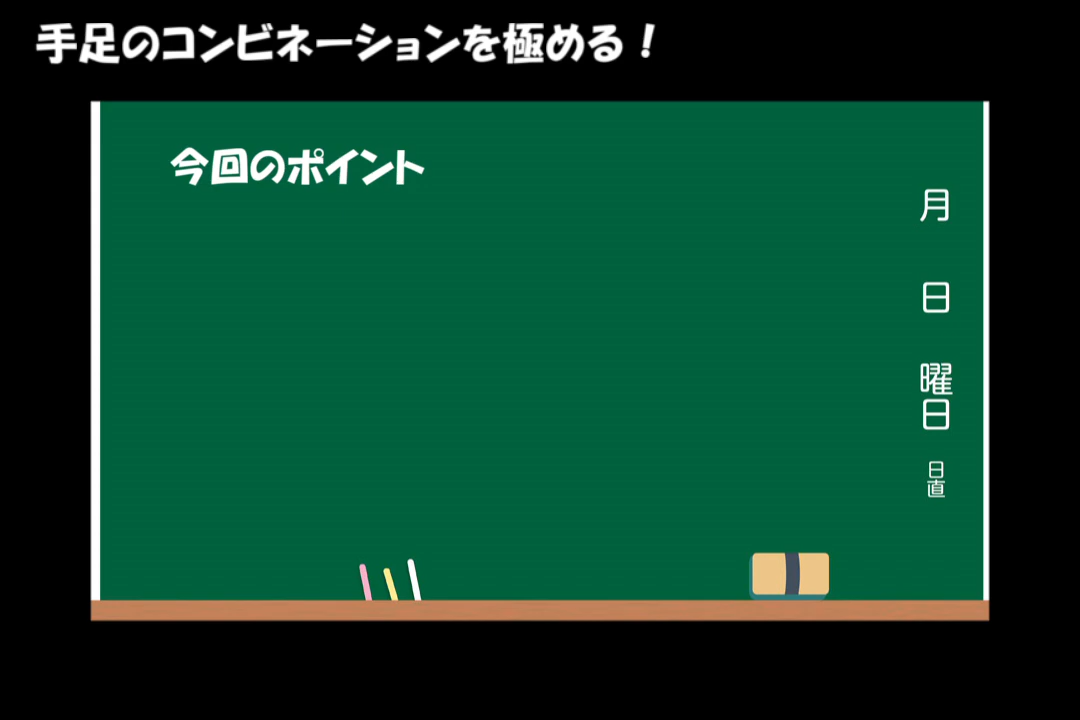 手足のコンビネーションを極める！
今回のポイント
月
日
曜日
日直